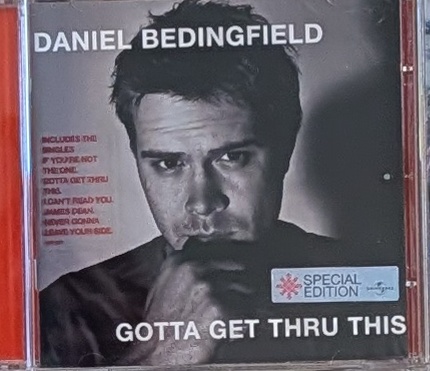 DANIEL BEDINGFIELD
INCLUDES THE
SINGLES
IF YOU'RE NOT
THE ONE.
GOTTA GET THRU
THIS.
I CAN'T READ YOU.
JAMES DEAN.
NEVER GONNA
LEAVE YOUR SIDE.
SPECIAL
EDITION
UNIVERSAL
GOTTA GET THRU THIS